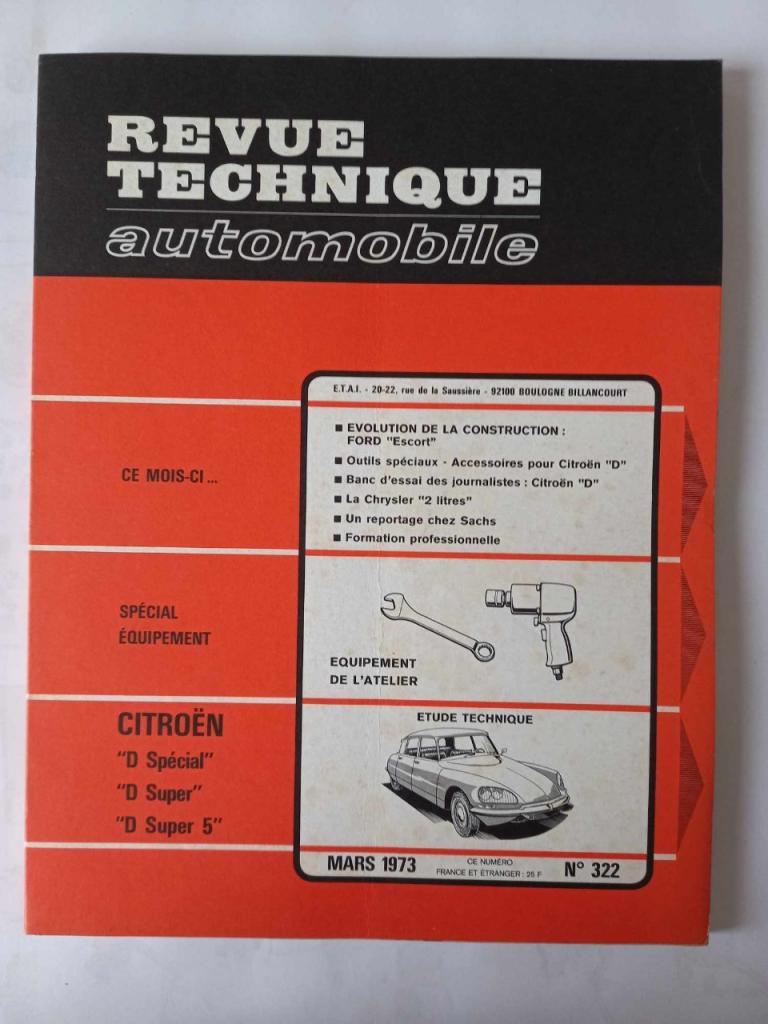 REVUE
TECHNIQUE
automobile
E.T.A.I. - 20-22, rue de la Saussière - 92100 BOULOGNE BILLANCOURT
CE MOIS-CI ...
■ EVOLUTION DE LA CONSTRUCTION :
FORD "Escort"
■ Outils spéciaux - Accessoires pour Citroën "D"
■ Banc d'essai des journalistes : Citroën "D"
■ La Chrysler "2 litres"
■ Un reportage chez Sachs
■ Formation professionnelle
SPÉCIAL
ÉQUIPEMENT
EQUIPEMENT
DE L'ATELIER
CITROËN
"D Spécial"
"D Super"
"D Super 5"
ETUDE TECHNIQUE
MARS 1973
CE NUMÉRO
FRANCE ET ÉTRANGER : 25 F
N° 322